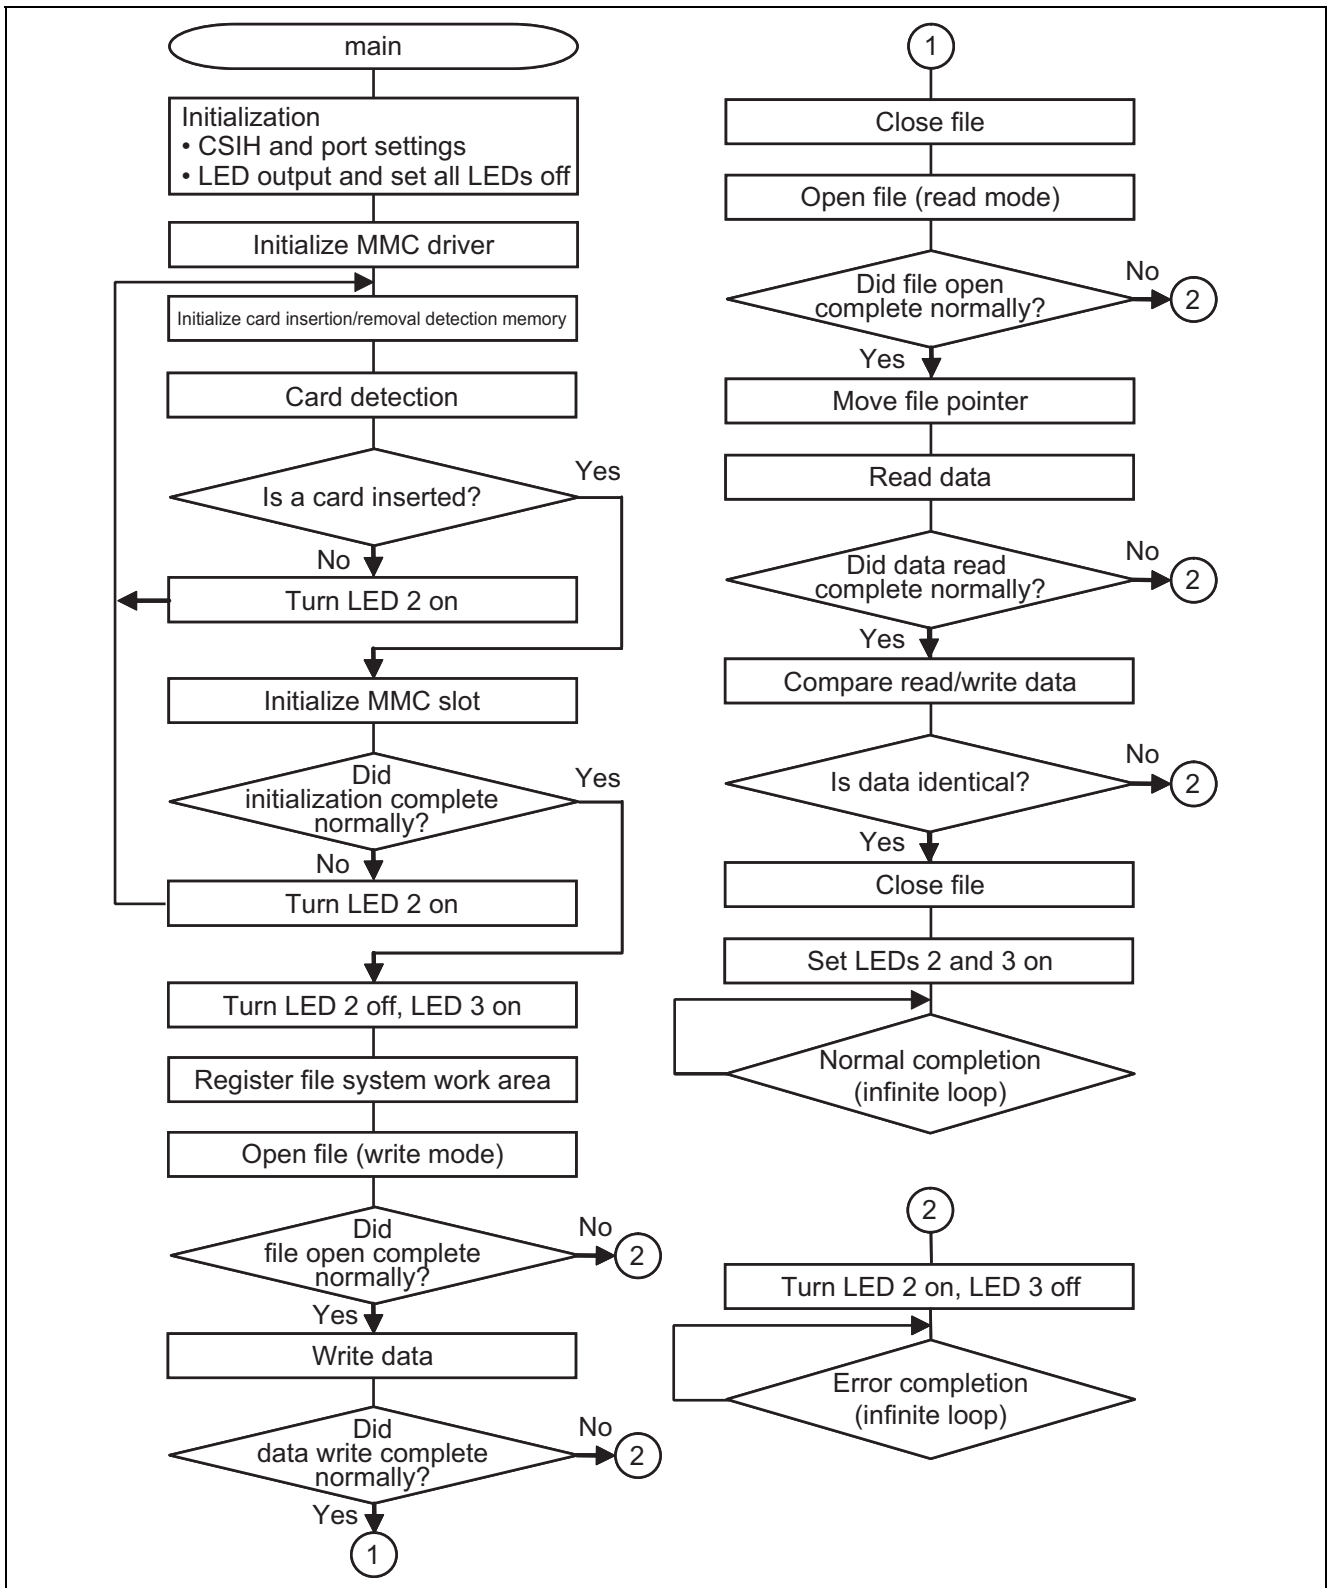 main
Initialization
• CSIH and port settings
• LED output and set all LEDs off
Initialize MMC driver
Initialize card insertion/removal detection memory
Card detection
Is a card inserted?
Yes
No
Turn LED 2 on
Initialize MMC slot
Did
initialization complete
normally?
Yes
No
Turn LED 2 on
Turn LED 2 off, LED 3 on
Register file system work area
Open file (write mode)
Did
file open complete
normally?
No
2
Yes
Write data
Did
data write complete
normally?
No
2
Yes
1
1
Close file
Open file (read mode)
Did file open
complete normally?
No
2
Yes
Move file pointer
Read data
Did data read
complete normally?
No
2
Yes
Compare read/write data
Is data identical?
No
2
Yes
Close file
Set LEDs 2 and 3 on
Normal completion
(infinite loop)
2
Turn LED 2 on, LED 3 off
Error completion
(infinite loop)